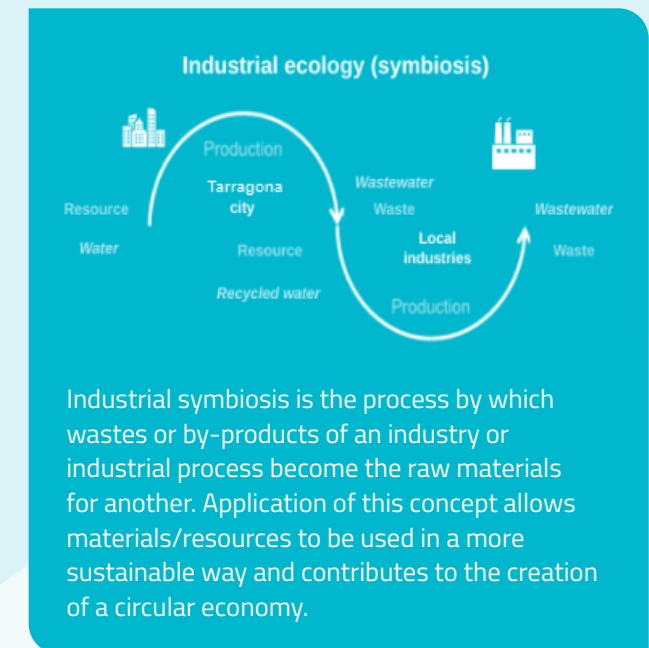 Industrial ecology (symbiosis)
Production
Tarragona
city
Resource
Water
Resource
Recycled water
Wastewater
Waste
Local
industries
Production
Wastewater
Waste
Industrial symbiosis is the process by which
wastes or by-products of an industry or
industrial process become the raw materials
for another. Application of this concept allows
materials/resources to be used in a more
sustainable way and contributes to the creation
of a circular economy.